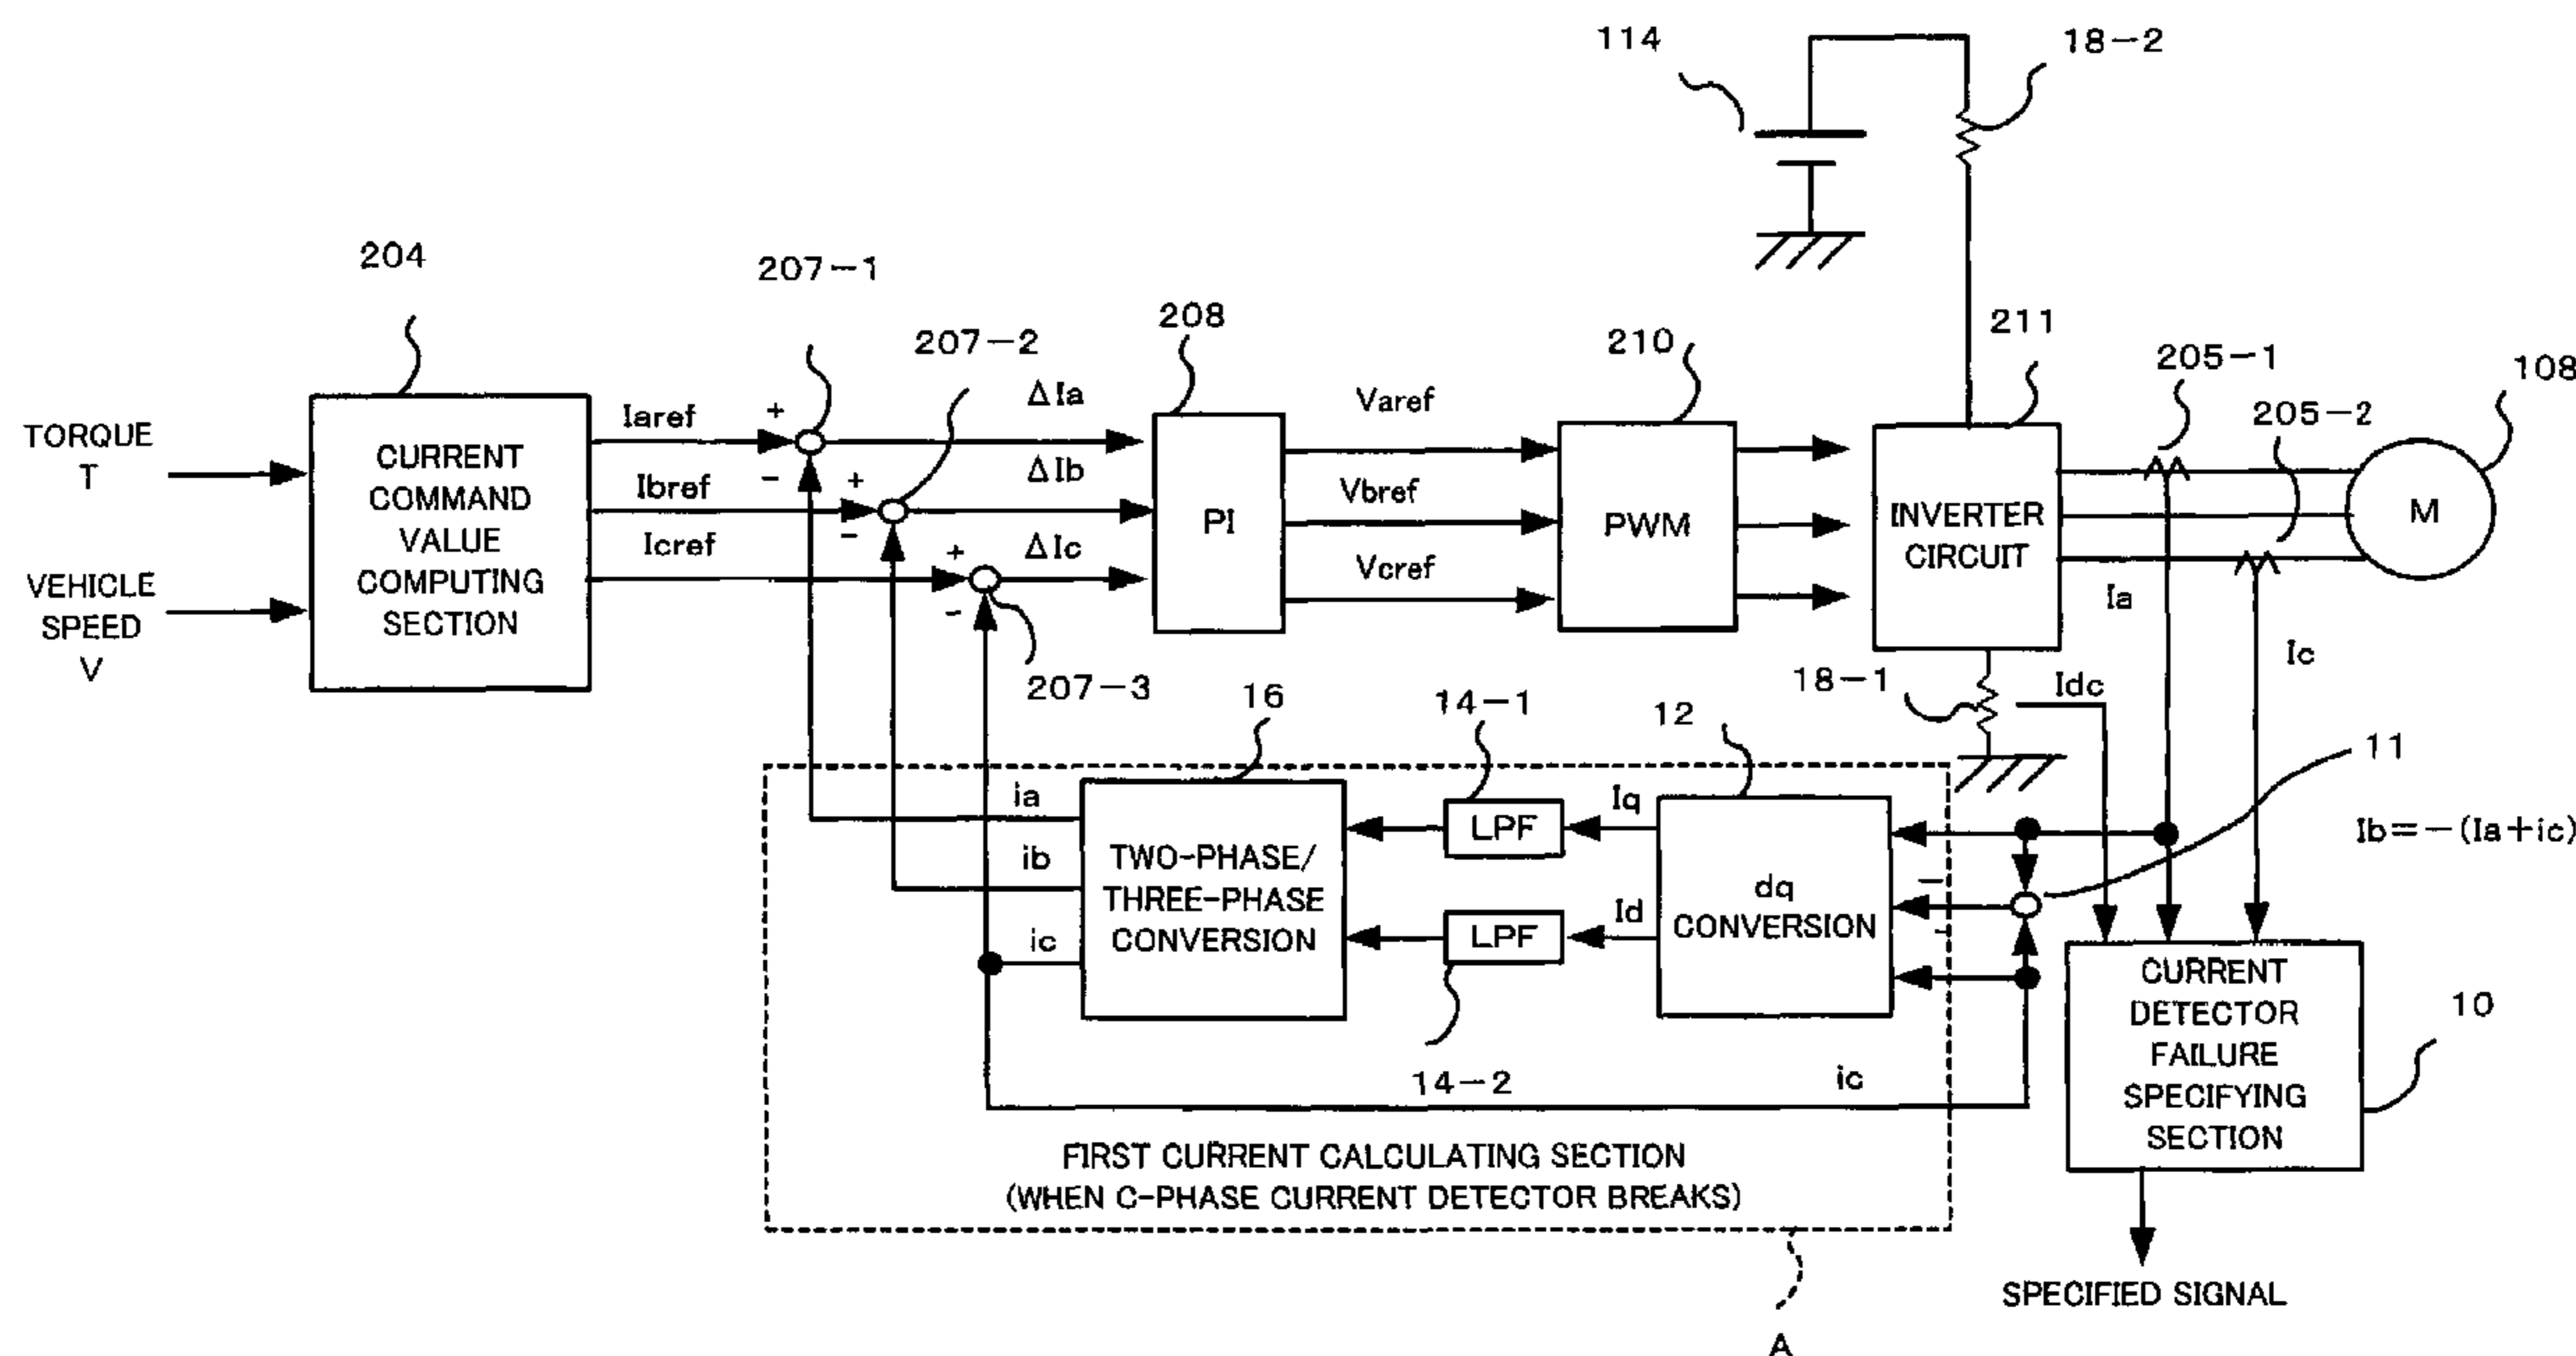 114
18-2
204
207-1
207-2
208
210
211
205-1
205-2
108
TORQUE
T
VEHICLE
SPEED
V
CURRENT
COMMAND
VALUE
COMPUTING
SECTION
Iaref
Ibref
Icref
+
-
+
-
+
-
ΔIa
ΔIb
ΔIc
207-3
PI
Varef
Vbref
Vcref
PWM
INVERTER
CIRCUIT
M
Ia
Ic
18-1
Idc
16
14-1
12
11
ia
ib
ic
TWO-PHASE/
THREE-PHASE
CONVERSION
LPF
LPF
Iq
Id
dq
CONVERSION
-
-
Ib=-(Ia+ic)
14-2
ic
CURRENT
DETECTOR
FAILURE
SPECIFYING
SECTION
10
FIRST CURRENT CALCULATING SECTION
(WHEN C-PHASE CURRENT DETECTOR BREAKS)
SPECIFIED SIGNAL
A